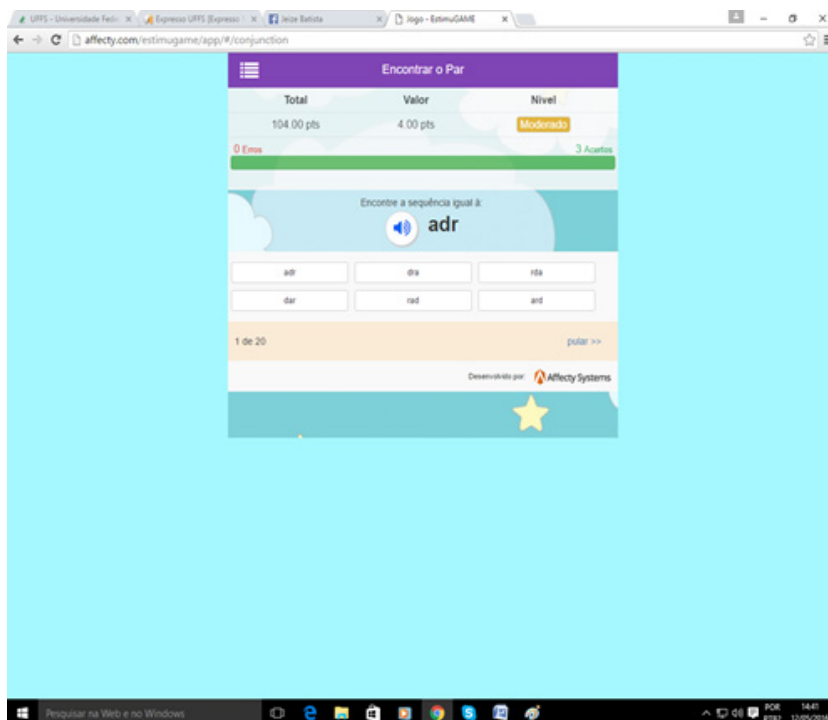 UFFS - Universidade Fede
Expresso UFFS [Expresso
Jeize Batista
Jogo - EstimuGAME
affecty.com/estimugame/app/#/conjunction
Encontrar o Par
Total Valor Nivel
104.00 pts 4.00 pts Moderado
0 Erros 3 Acertos
Encontre a sequência igual à:
adr
adr dra rda
dar rad ard
1 de 20 pular >>
Desenvolvido por: Affecty Systems
Pesquisar na Web e no Windows
POR 14:41